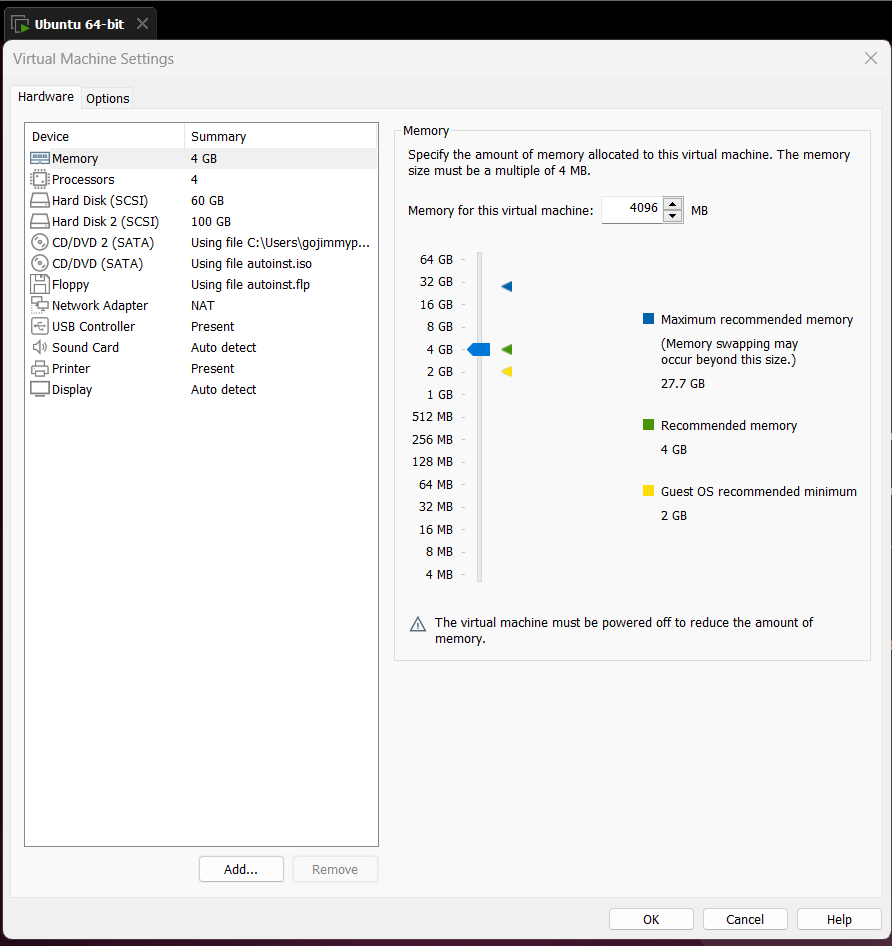 Ubuntu 64-bit
Virtual Machine Settings
Hardware Options
Device Summary
Memory 4 GB
Processors 4
Hard Disk (SCSI) 60 GB
Hard Disk 2 (SCSI) 100 GB
CD/DVD 2 (SATA) Using file C:\Users\gojimmyp...
CD/DVD (SATA) Using file autoinst.iso
Floppy Using file autoinst.flp
Network Adapter NAT
USB Controller Present
Sound Card Auto detect
Printer Present
Display Auto detect
Add... Remove
Memory
Specify the amount of memory allocated to this virtual machine. The memory
size must be a multiple of 4 MB.
Memory for this virtual machine: 4096 MB
64 GB
32 GB
16 GB
8 GB
4 GB
2 GB
1 GB
512 MB
256 MB
128 MB
64 MB
32 MB
16 MB
8 MB
4 MB
Maximum recommended memory
(Memory swapping may
occur beyond this size.)
27.7 GB
Recommended memory
4 GB
Guest OS recommended minimum
2 GB
The virtual machine must be powered off to reduce the amount of
memory.
OK Cancel Help